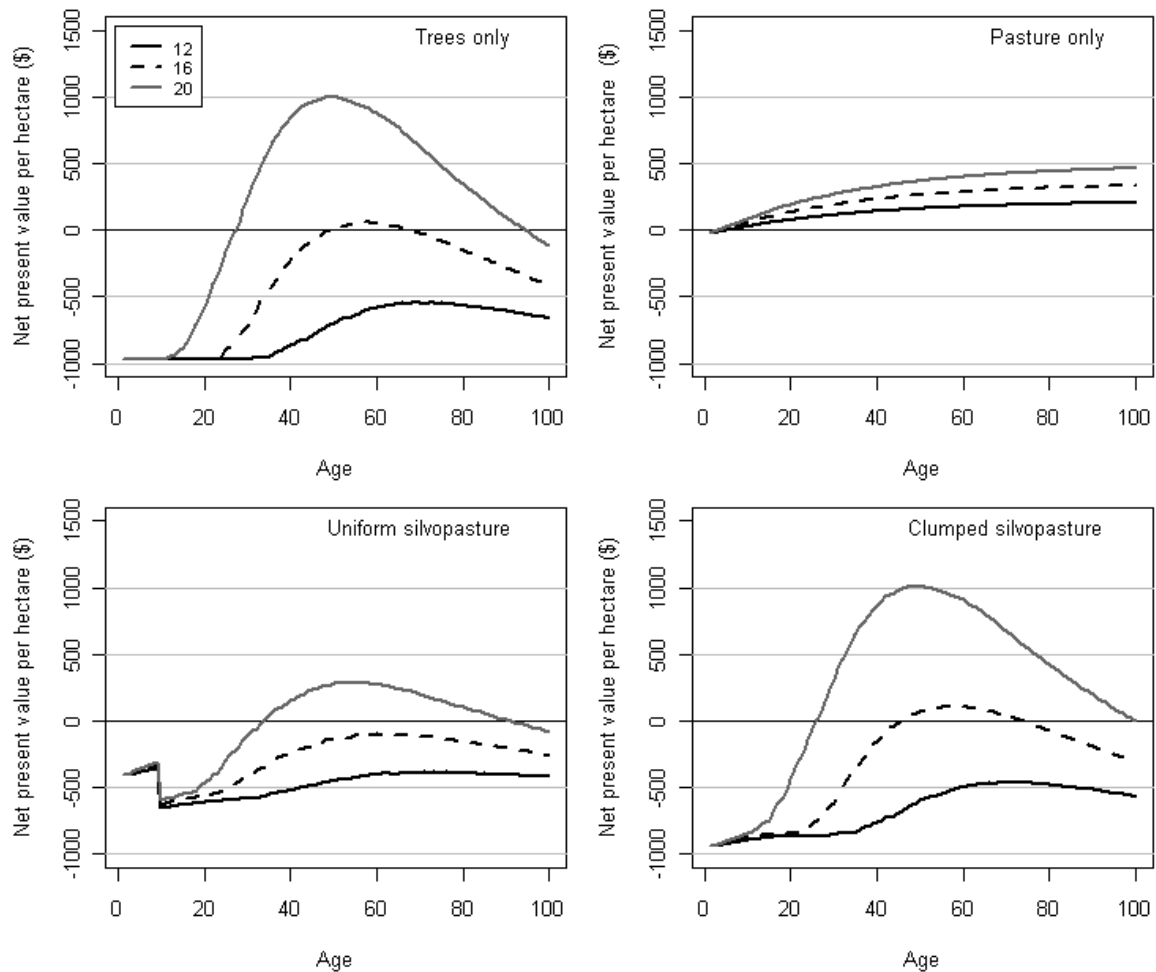 Trees only
12
16
20
Net present value per hectare ($)
1500
1000
500
0
-500
-1000
0 20 40 60 80 100
Age
Pasture only
Net present value per hectare ($)
1500
1000
500
0
-500
-1000
0 20 40 60 80 100
Age
Uniform silvopasture
Net present value per hectare ($)
1500
1000
500
0
-500
-1000
0 20 40 60 80 100
Age
Clumped silvopasture
Net present value per hectare ($)
1500
1000
500
0
-500
-1000
0 20 40 60 80 100
Age